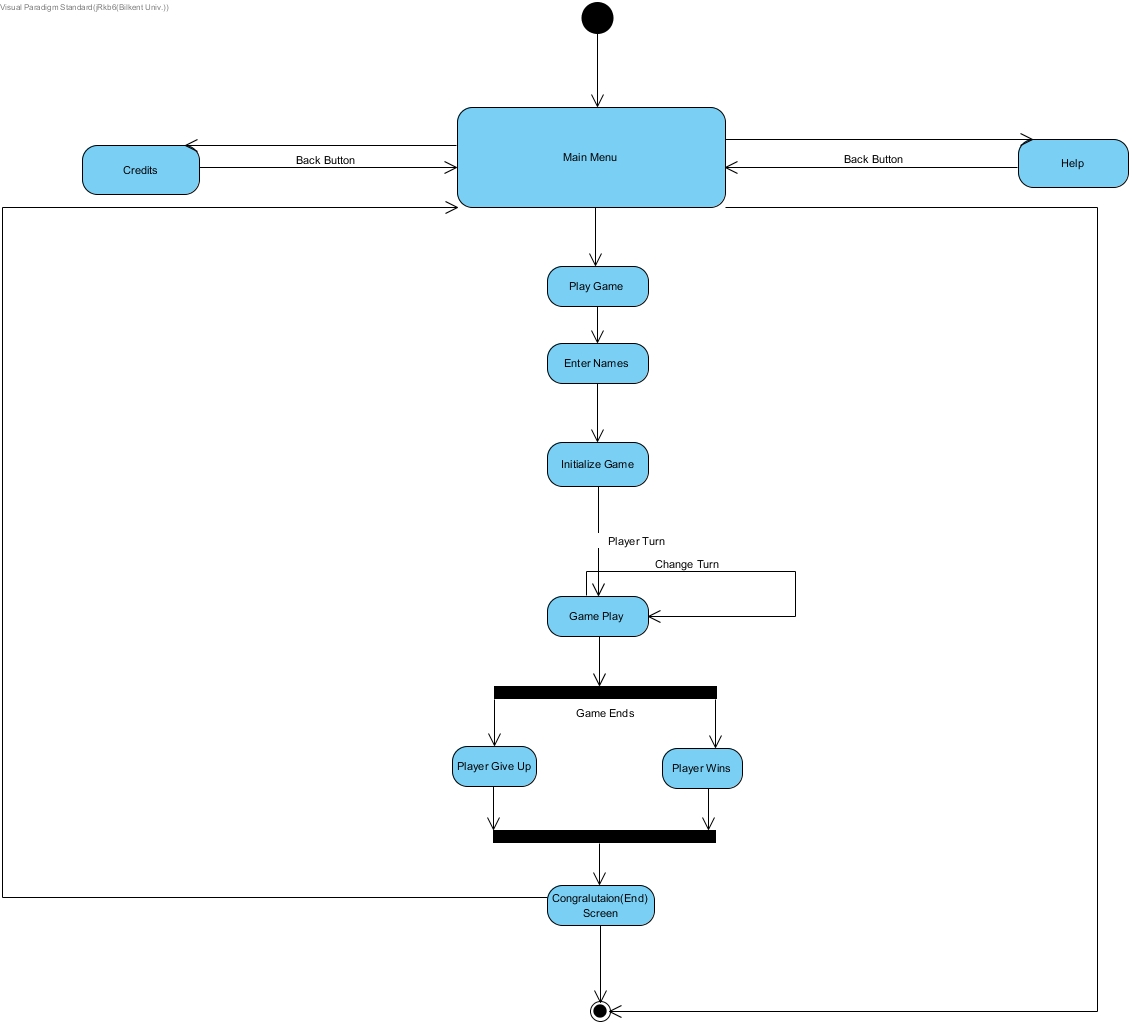 Visual Paradigm Standard(jRkb6(Bilkent Univ.))
Main Menu
Back Button
Back Button
Credits
Help
Play Game
Enter Names
Initialize Game
Player Turn
Change Turn
Game Play
Game Ends
Player Give Up
Player Wins
Congralutaion(End)
Screen